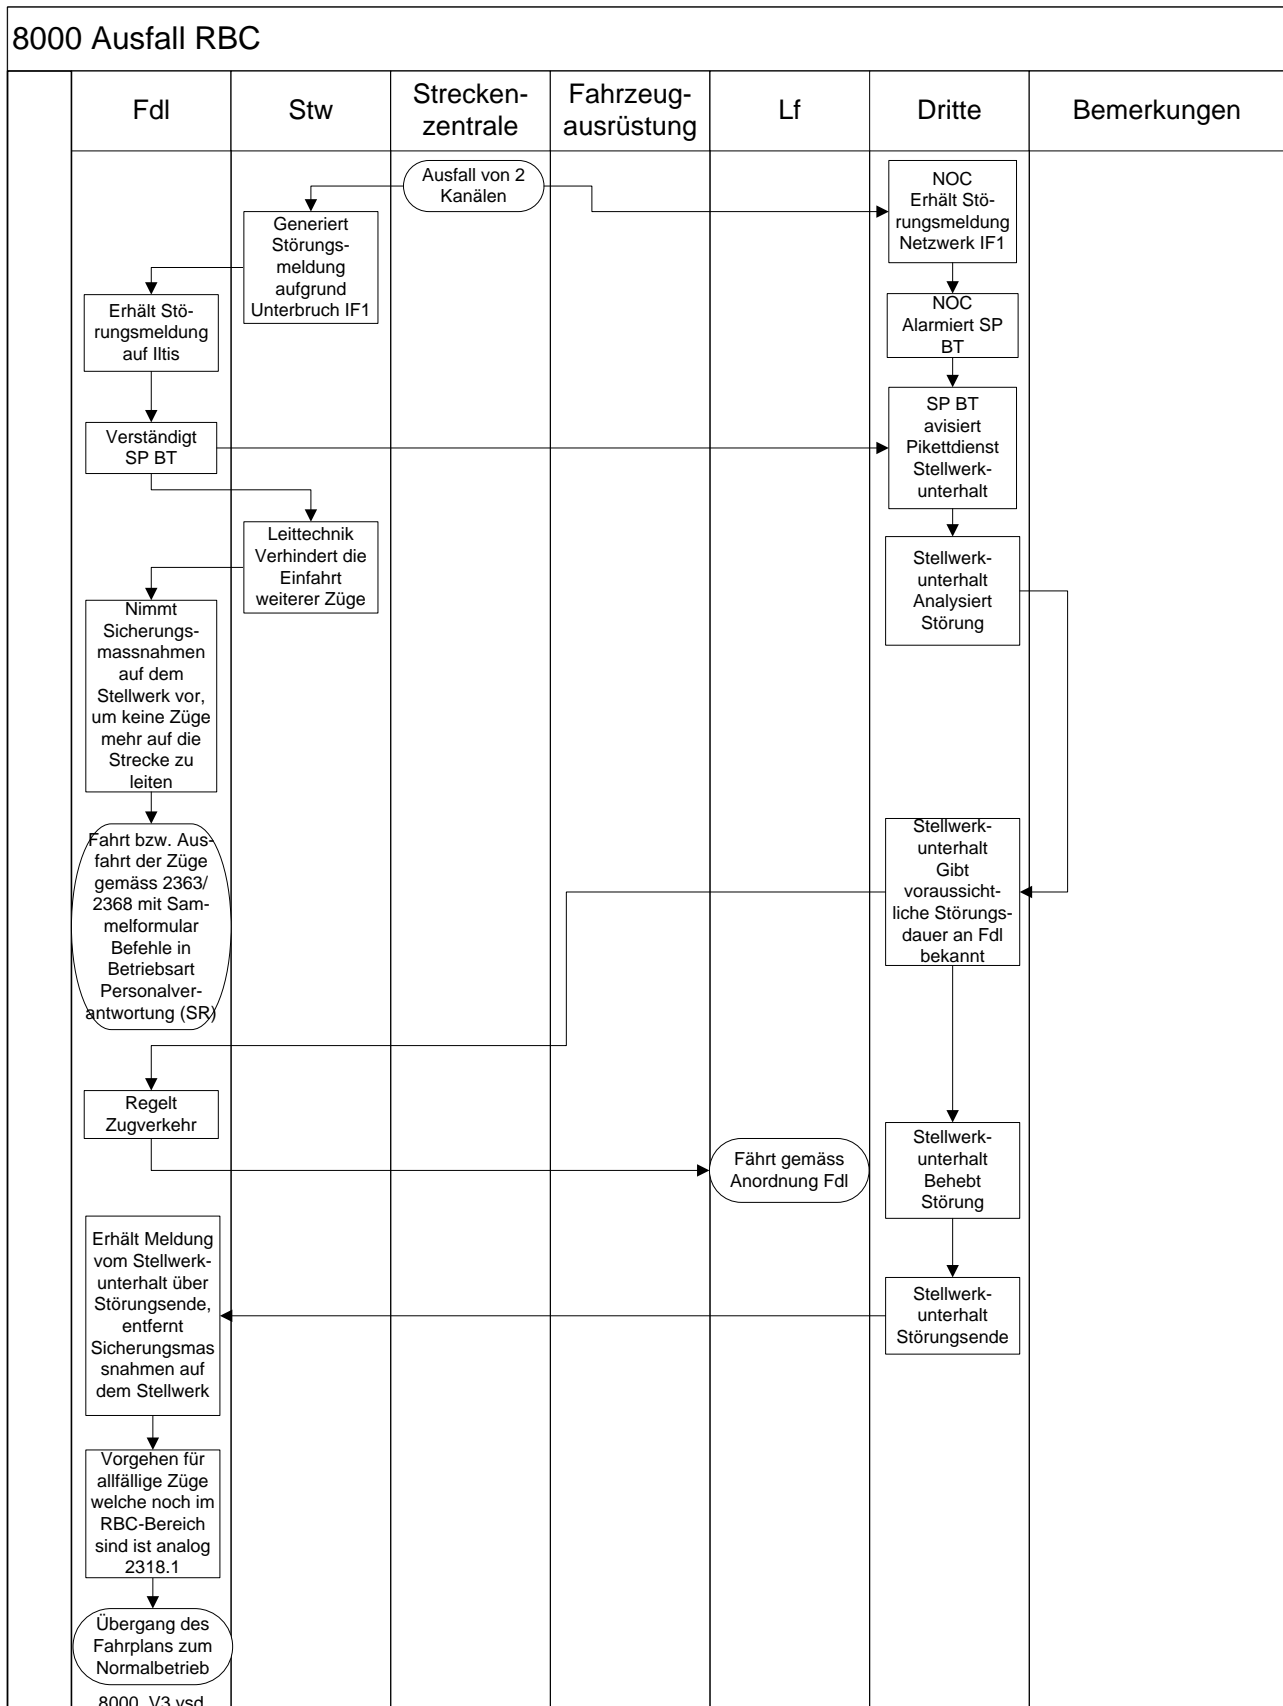 8000 Ausfall RBC
Fdl
Stw
Strecken-
zentrale
Fahrzeug-
ausrüstung
Lf
Dritte
Bemerkungen
Ausfall von 2
Kanälen
NOC
Erhält Stö-
rungsmeldung
Netzwerk IF1
Generiert
Störungs-
meldung
aufgrund
Unterbruch IF1
Erhält Stö-
rungsmeldung
auf Iltis
NOC
Alarmiert SP
BT
Verständigt
SP BT
SP BT
avisiert
Pikettdienst
Stellwerk-
unterhalt
Leittechnik
Verhindert die
Einfahrt
weiterer Züge
Stellwerk-
unterhalt
Analysiert
Störung
Nimmt
Sicherungs-
massnahmen
auf dem
Stellwerk vor,
um keine Züge
mehr auf die
Strecke zu
leiten
Fahrt bzw. Aus-
fahrt der Züge
gemäss 2363/
2368 mit Sam-
melformular
Befehle in
Betriebsart
Personalver-
antwortung (SR)
Stellwerk-
unterhalt
Gibt
voraussicht-
liche Störungs-
dauer an Fdl
bekannt
Regelt
Zugverkehr
Fährt gemäss
Anordnung Fdl
Stellwerk-
unterhalt
Behebt
Störung
Erhält Meldung
vom Stellwerk-
unterhalt über
Störungsende,
entfernt
Sicherungsmas
snahmen auf
dem Stellwerk
Stellwerk-
unterhalt
Störungsende
Vorgehen für
allfällige Züge
welche noch im
RBC-Bereich
sind ist analog
2318.1
Übergang des
Fahrplans zum
Normalbetrieb
8000_V3.vsd